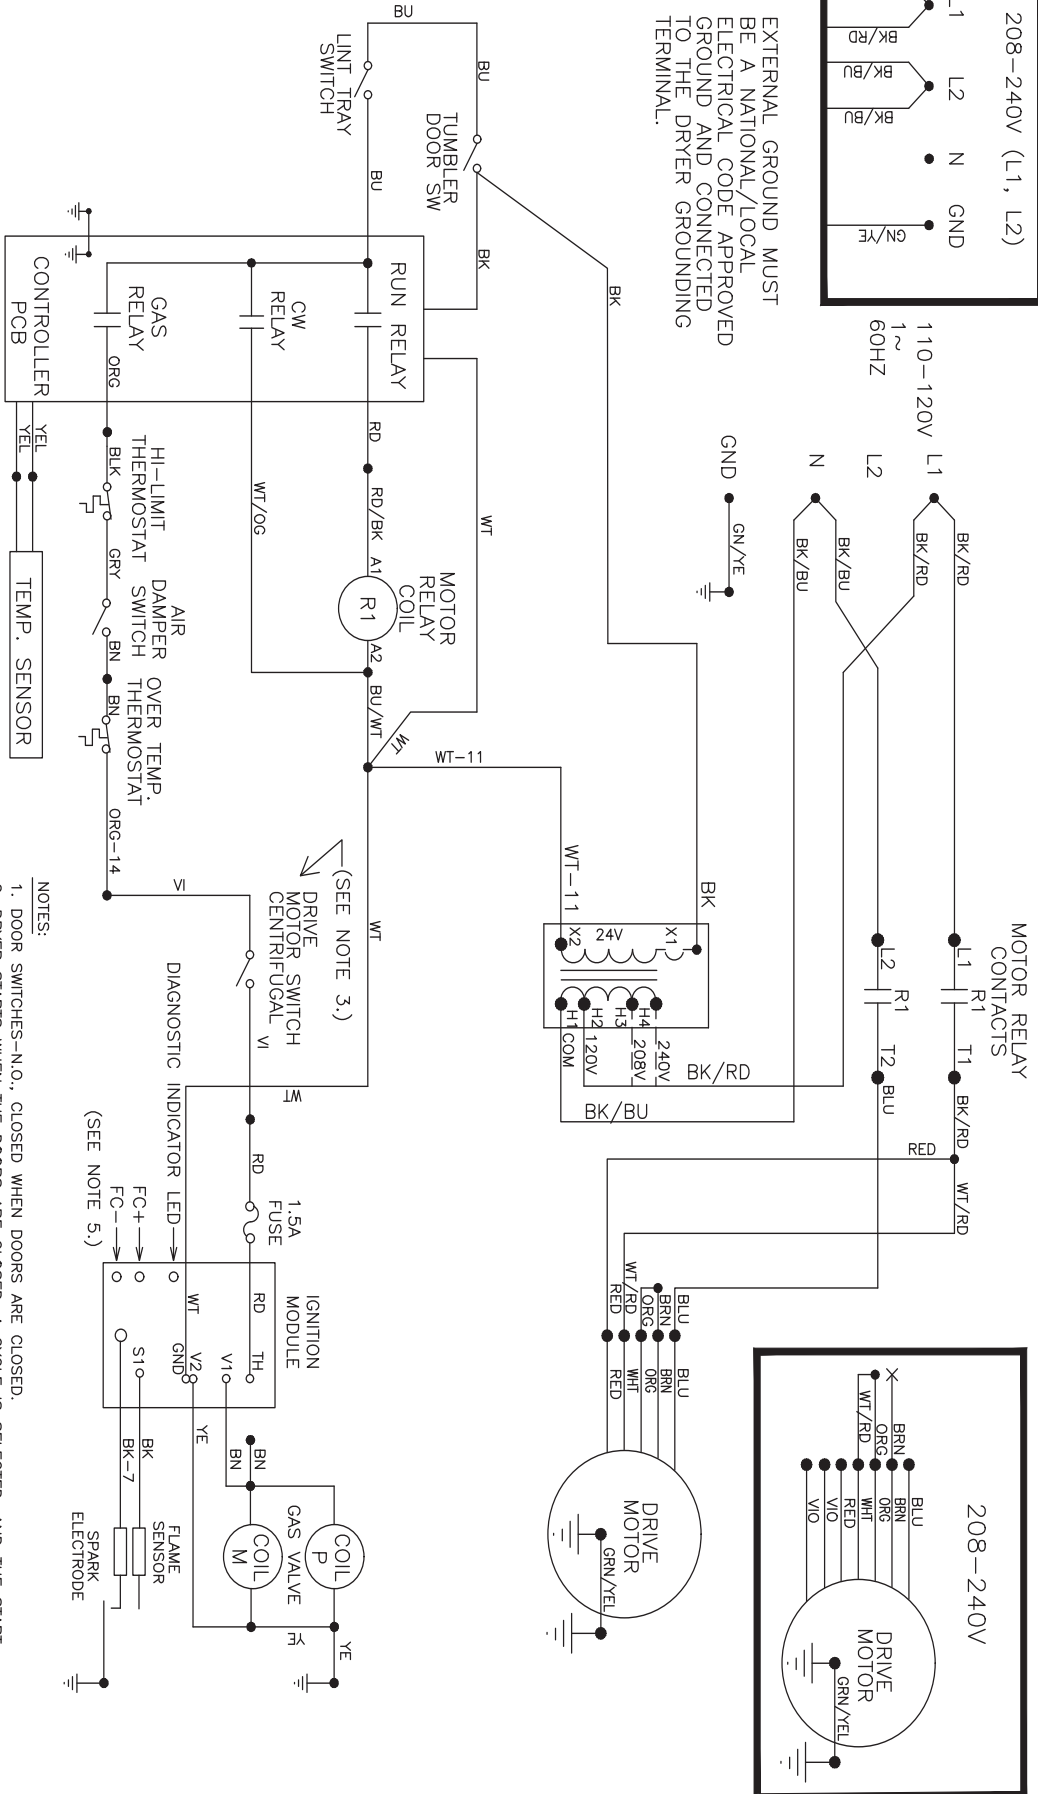 208-240V (L1, L2)
L1
L2
N
GND
BK/RD
BK/BU
BK/BU
GN/YE
EXTERNAL GROUND MUST
BE A NATIONAL/LOCAL
ELECTRICAL CODE APPROVED
GROUND AND CONNECTED
TO THE DRYER GROUNDING
TERMINAL.
110-120V
1~
60HZ
L1
L2
N
GND
BK/RD
BK/RD
BK/BU
BK/BU
GN/YE
MOTOR RELAY
CONTACTS
L1
R1
T1
L2
R1
T2
BK/RD
WT/RD
RED
BLU
208-240V
BRN
ORG
WT/RD
BLU
BRN
ORG
WHT
RED
VIO
VIO
DRIVE
MOTOR
GRN/YEL
BLU
BRN
ORG
WT/RD
RED
BLU
BRN
ORG
WHT
RED
DRIVE
MOTOR
GRN/YEL
BU
BU
LINT TRAY
SWITCH
TUMBLER
DOOR SW
BU
BK
BK
BK
X1
24V
X2
WT-11
H4
H3
H2
H1
240V
208V
120V
COM
BK/RD
BK/BU
RUN RELAY
CW
RELAY
GAS
RELAY
CONTROLLER
PCB
RD
RD/BK
A1
R1
A2
MOTOR
RELAY
COIL
BU/WT
WT
WT
WT-11
WT/OG
WT
ORG
BLK
HI-LIMIT
THERMOSTAT
GRY
AIR
DAMPER
SWITCH
BN
BN
OVER TEMP.
THERMOSTAT
ORG-14
YEL
YEL
TEMP. SENSOR
(SEE NOTE 3.)
DRIVE
MOTOR SWITCH
CENTRIFUGAL
VI
VI
WT
RD
1.5A
FUSE
DIAGNOSTIC INDICATOR LED
FC+
FC-
(SEE NOTE 5.)
IGNITION
MODULE
RD
TH
V1
V2
WT
GND
S1
BN
BN
YE
YE
YE
COIL
P
COIL
M
GAS VALVE
BK
BK-7
FLAME
SENSOR
SPARK
ELECTRODE
NOTES:
1. DOOR SWITCHES-N.O., CLOSED WHEN DOORS ARE CLOSED.